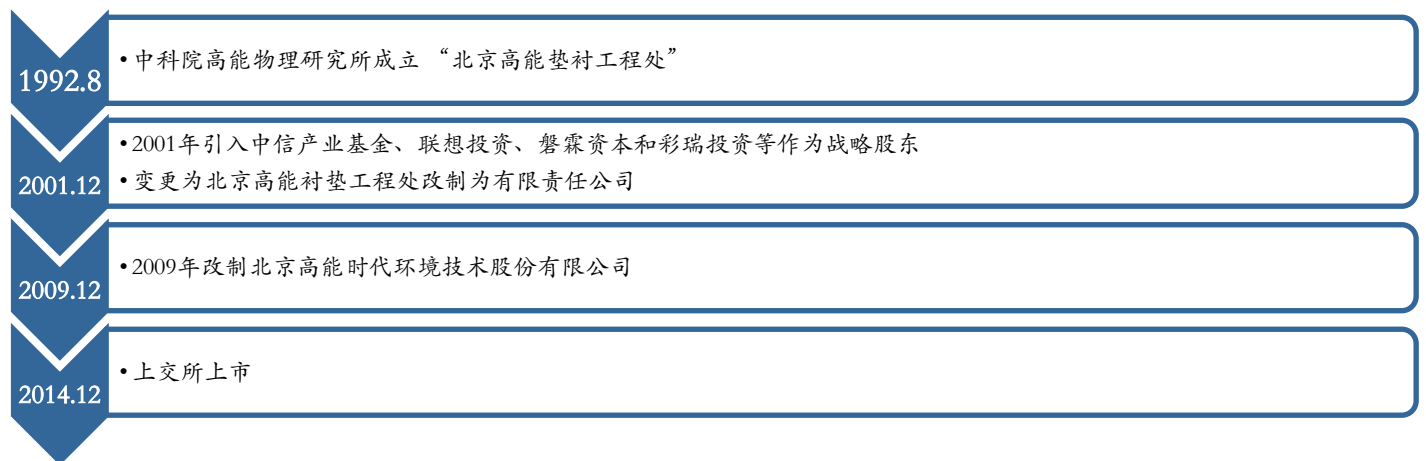 1992.8
•中科院高能物理研究所成立 “北京高能垫衬工程处”
2001.12
•2001年引入中信产业基金、联想投资、磐霖资本和彩瑞投资等作为战略股东
•变更为北京高能衬垫工程处改制为有限责任公司
2009.12
•2009年改制北京高能时代环境技术股份有限公司
2014.12
•上交所上市